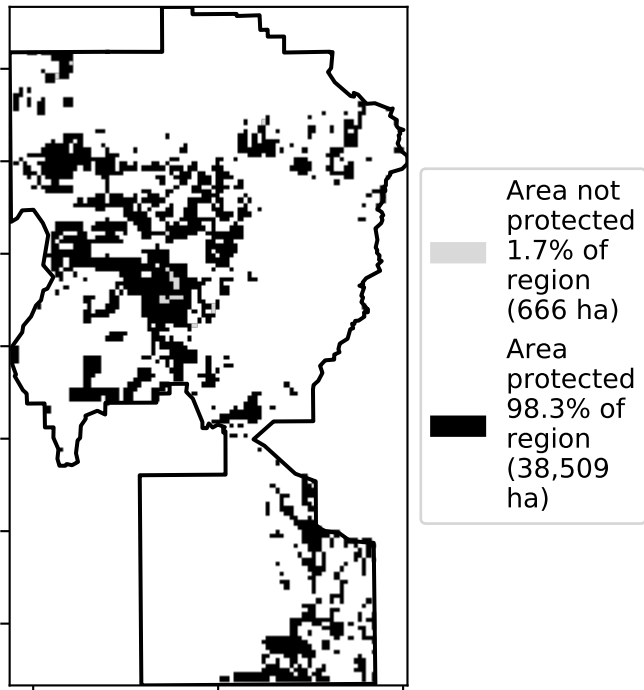 Area not
protected
1.7% of
region
(666 ha)
Area
protected
98.3% of
region
(38,509
ha)